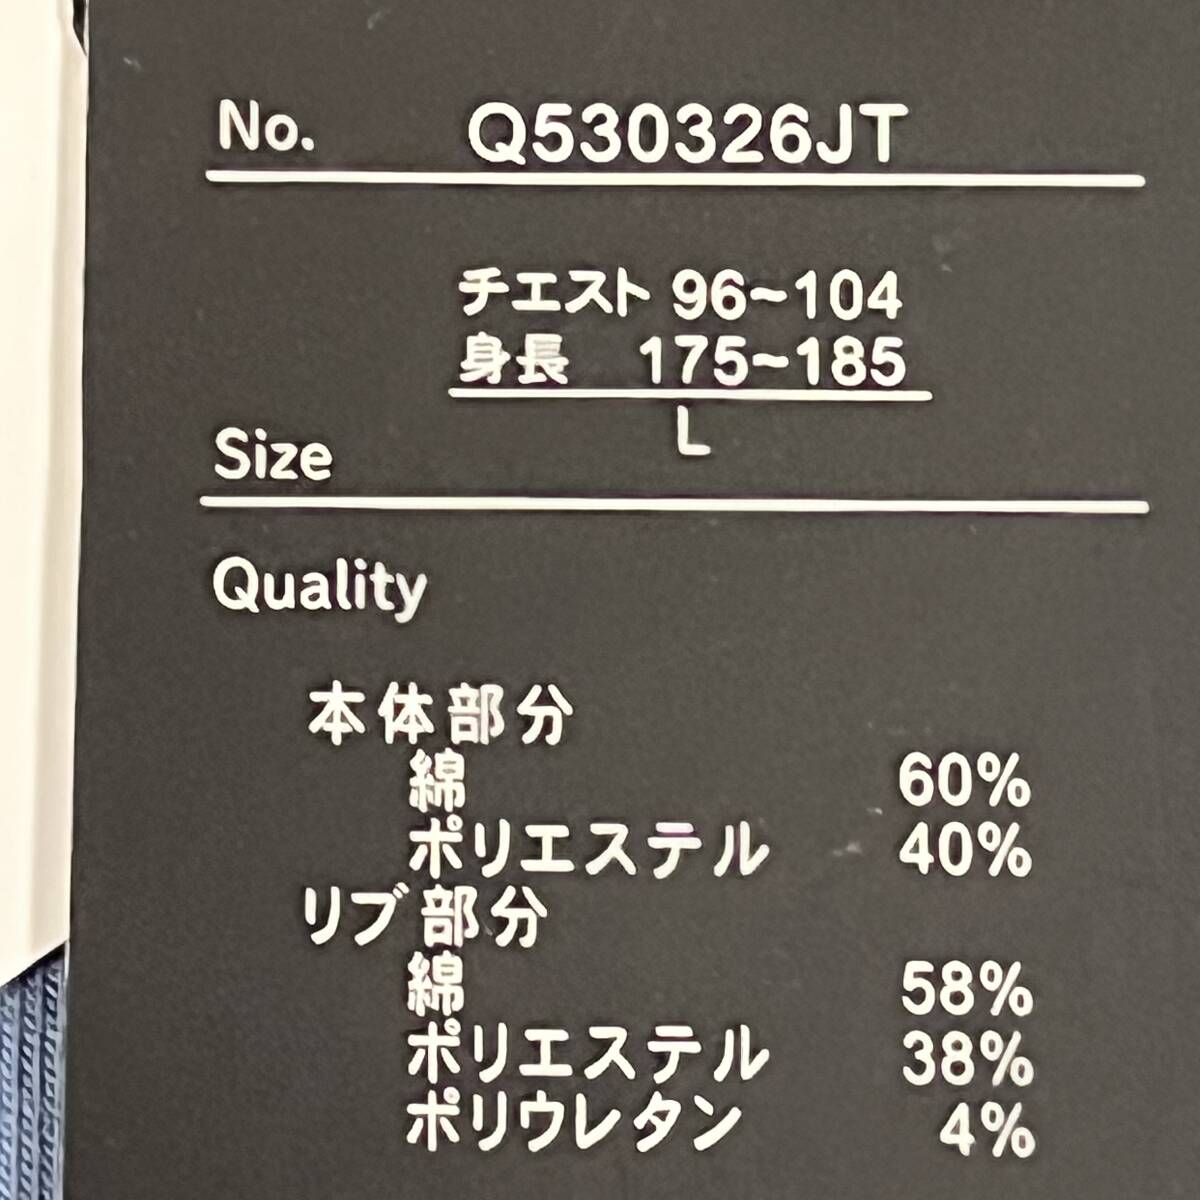 No. Q530326JT
チエスト 96~104
身長 175~185
L
Size
Quality
本体部分
綿 60%
ポリエステル 40%
リブ部分
綿 58%
ポリエステル 38%
ポリウレタン 4%